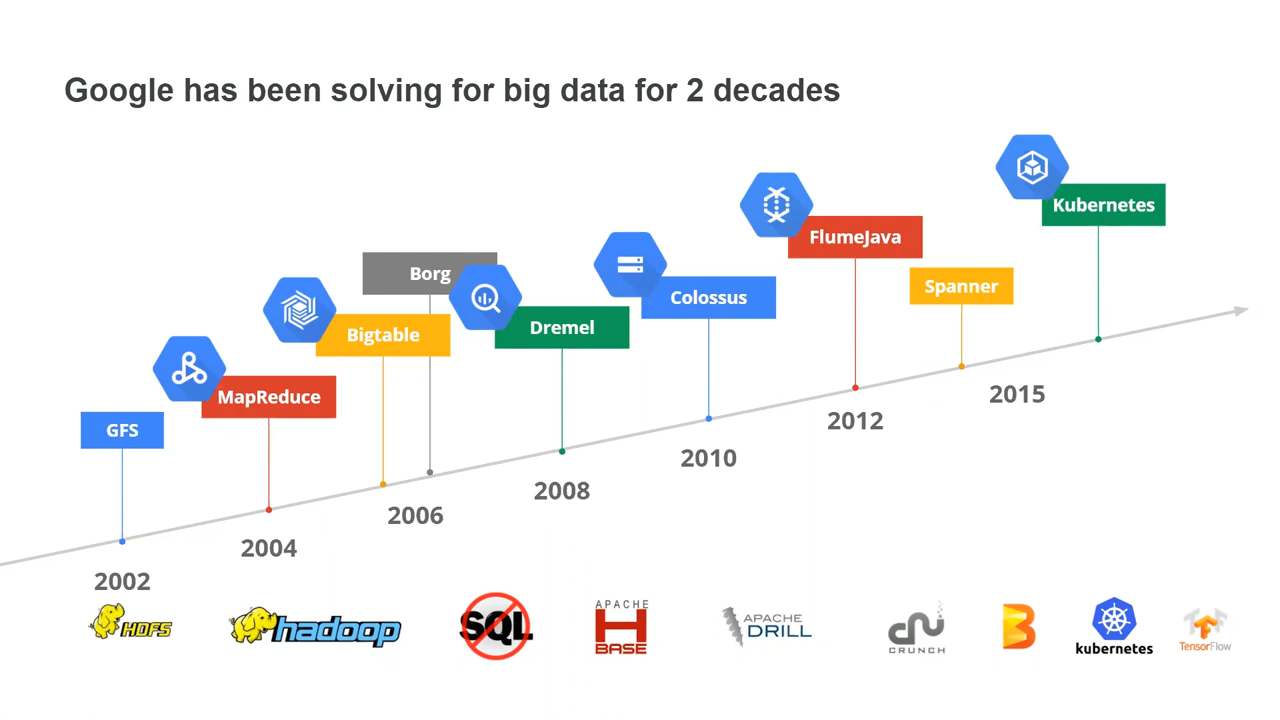 Google has been solving for big data for 2 decades
Kubernetes
FlumeJava
Borg
Spanner
Colossus
Dremel
Bigtable
MapReduce
GFS
2015
2012
2010
2008
2006
2004
2002
HDFS
hadoop
SQL
APACHE
H
BASE
APACHE
DRILL
CRUNCH
B
kubernetes
TensorFlow